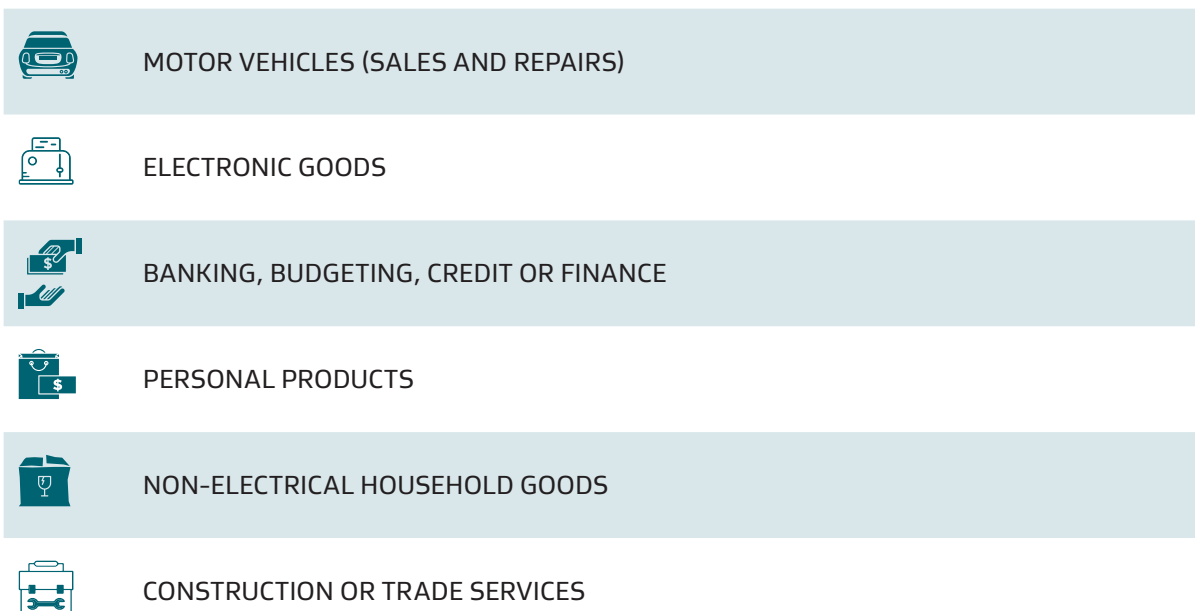 MOTOR VEHICLES (SALES AND REPAIRS)
ELECTRONIC GOODS
$
BANKING, BUDGETING, CREDIT OR FINANCE
$
PERSONAL PRODUCTS
NON-ELECTRICAL HOUSEHOLD GOODS
CONSTRUCTION OR TRADE SERVICES